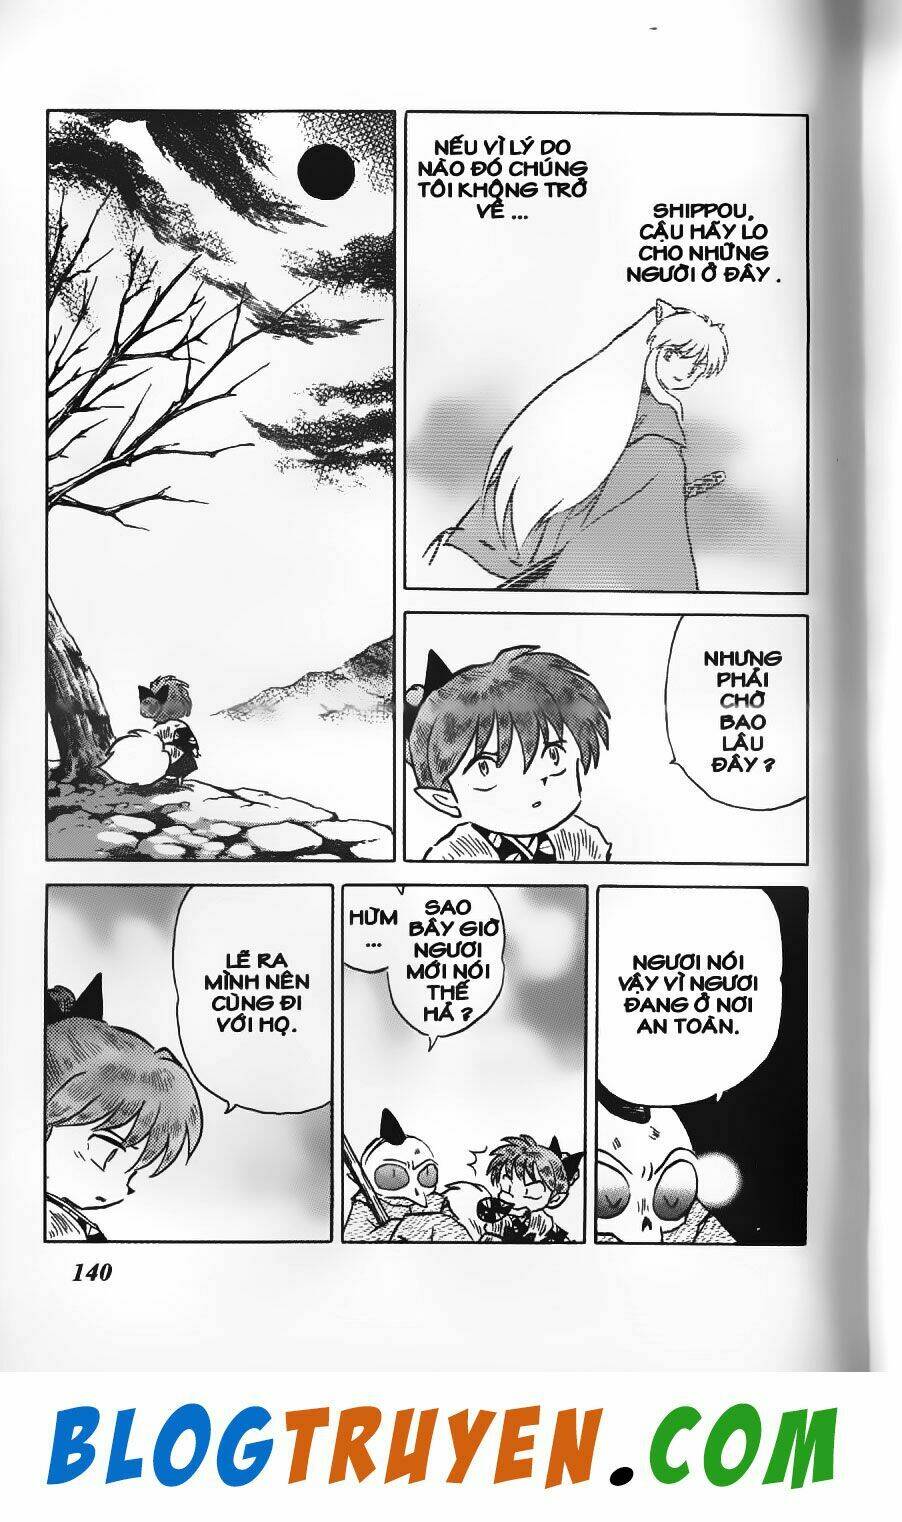 NẾU VÌ LÝ DO
NÀO ĐÓ CHÚNG
TÔI KHÔNG TRỞ
VỀ ...
SHIPPOU,
CẬU HÃY LO
CHO NHỮNG
NGƯỜI Ở ĐÂY .
NHƯNG
PHẢI
CHỜ
BAO
LÂU
ĐÂY ?
LẼ RA
MÌNH NÊN
CÙNG ĐI
VỚI HỌ.
HỪM
...
SAO
BÂY GIỜ
NGƯƠI
MỚI NÓI
THẾ
HẢ ?
NGƯƠI NÓI
VẬY VÌ NGƯƠI
ĐANG Ở NƠI
AN TOÀN.
140
BLOGTRUYEN.COM